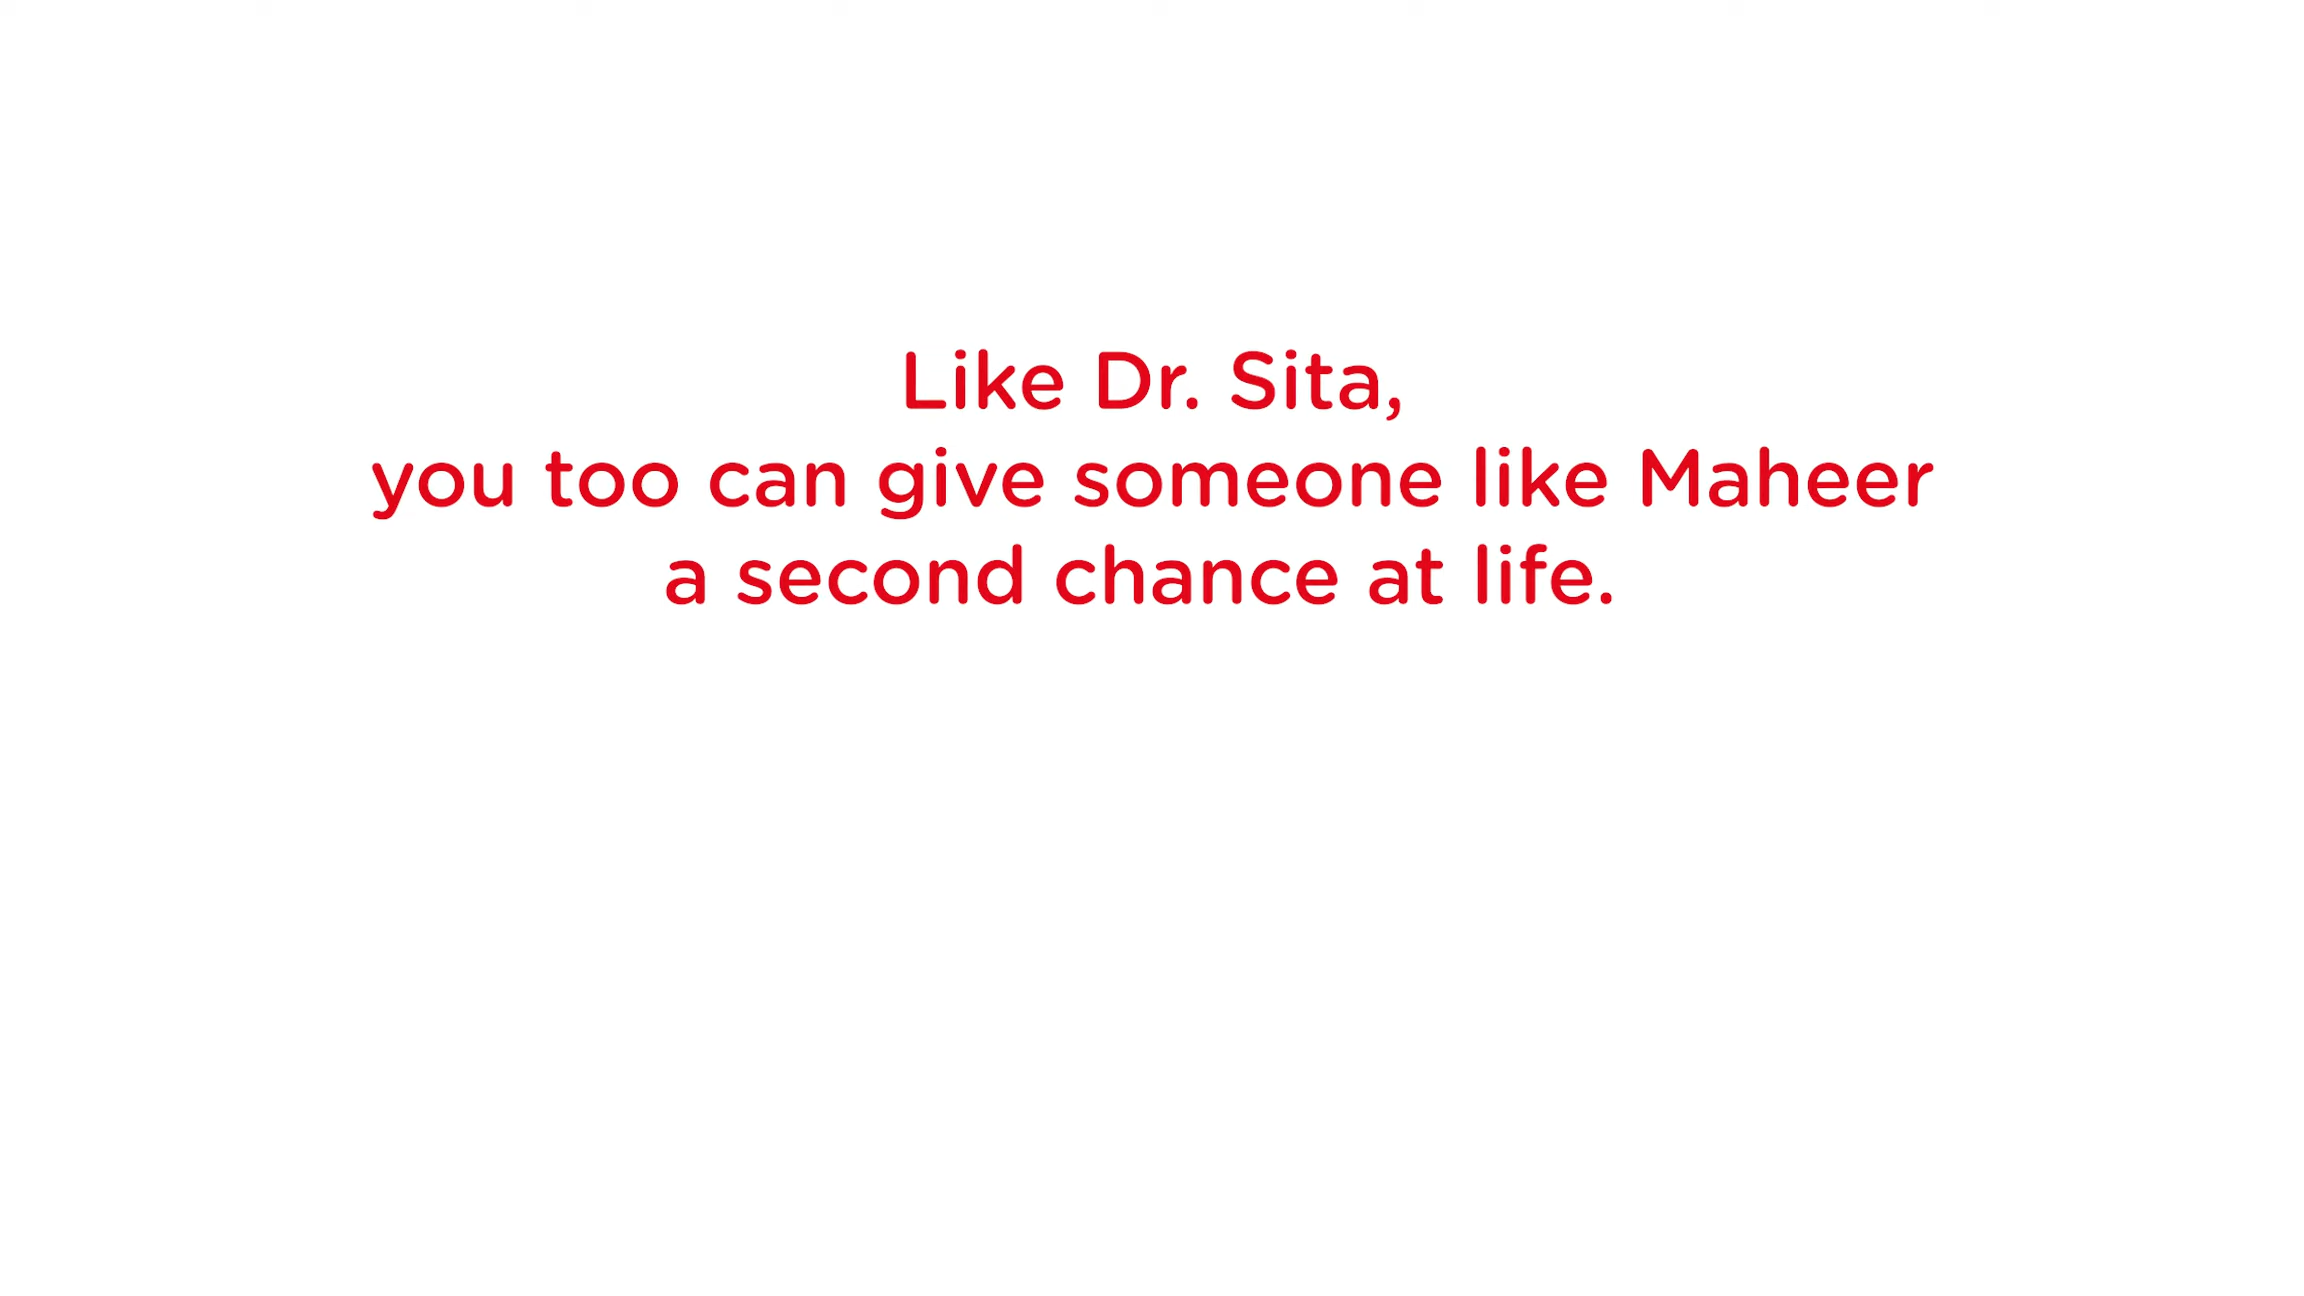 Like Dr. Sita,
you too can give someone like Maheer
a second chance at life.